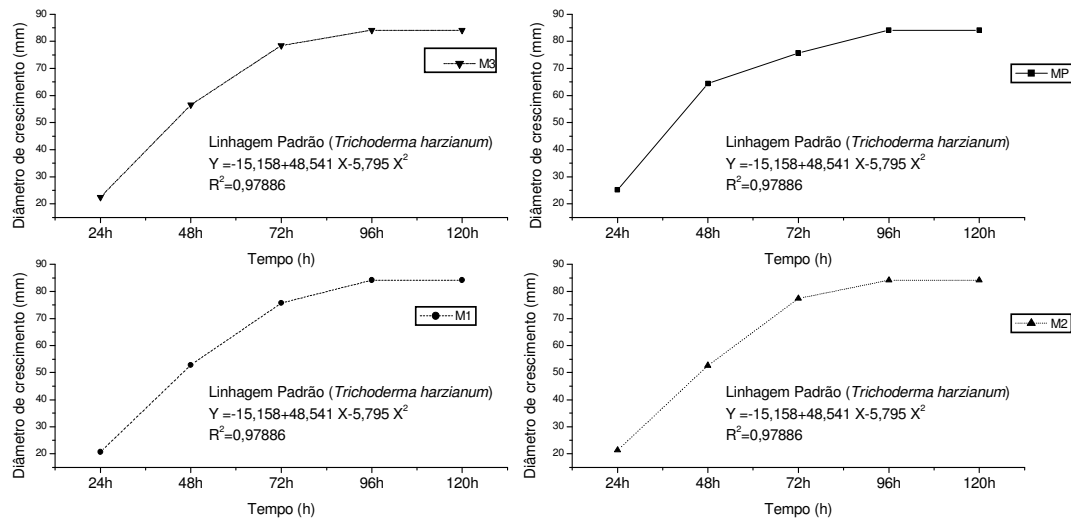 Diâmetro de crescimento (mm)
90
80
70
60
50
40
30
20
M3
Linhagem Padrão (Trichoderma harzianum)
Y =-15,158+48,541 X-5,795 X²
R²=0,97886
24h 48h 72h 96h 120h
Tempo (h)
Diâmetro de crescimento (mm)
90
80
70
60
50
40
30
20
MP
Linhagem Padrão (Trichoderma harzianum)
Y =-15,158+48,541 X-5,795 X²
R²=0,97886
24h 48h 72h 96h 120h
Tempo (h)
Diâmetro de crescimento (mm)
90
80
70
60
50
40
30
20
M1
Linhagem Padrão (Trichoderma harzianum)
Y =-15,158+48,541 X-5,795 X²
R²=0,97886
24h 48h 72h 96h 120h
Tempo (h)
Diâmetro de crescimento (mm)
90
80
70
60
50
40
30
20
M2
Linhagem Padrão (Trichoderma harzianum)
Y =-15,158+48,541 X-5,795 X²
R²=0,97886
24h 48h 72h 96h 120h
Tempo (h)